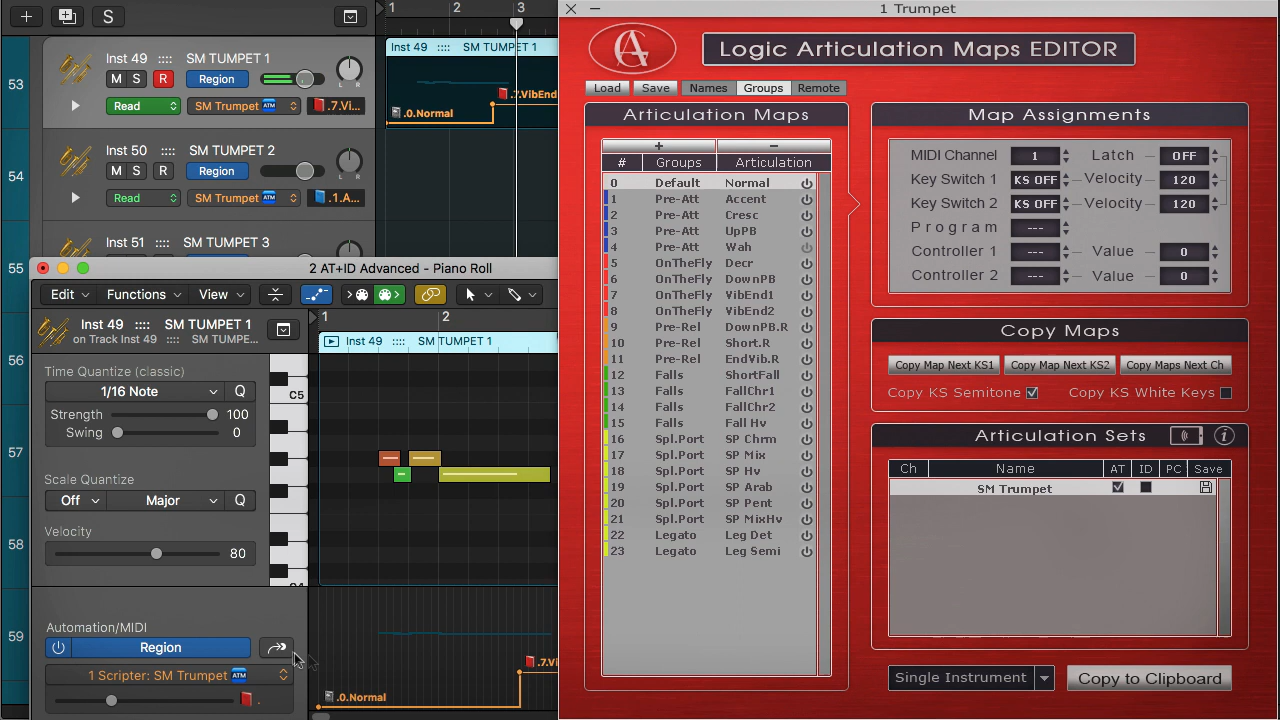 S
1 2 3
53
Inst 49 :::: SM TUMPET 1
M S R Region
L R
Read SM Trumpet ATM .7.Vi...
Inst 49 :::: SM TUMPET 1
.7.VibEnd
.0.Normal
54
Inst 50 :::: SM TUMPET 2
M S R Region
L R
Read SM Trumpet ATM .1.A...
55
Inst 51 :::: SM TUMPET 3
56
57
58
59
2 AT+ID Advanced - Piano Roll
Edit Functions View
Inst 49 :::: SM TUMPET 1
on Track Inst 49 :::: SM TUMPE...
1 2
Inst 49 :::: SM TUMPET 1
Time Quantize (classic)
1/16 Note Q
Strength 100
Swing 0
C5
Scale Quantize
Off Major Q
Velocity
80
Automation/MIDI
Region
1 Scripter: SM Trumpet ATM
.
.0.Normal
.7.Vi
1 Trumpet
Logic Articulation Maps EDITOR
Load Save Names Groups Remote
Articulation Maps
+ −
# Groups Articulation
0 Default Normal
1 Pre-Att Accent
2 Pre-Att Cresc
3 Pre-Att UpPB
4 Pre-Att Wah
5 OnTheFly Decr
6 OnTheFly DownPB
7 OnTheFly VibEnd1
8 OnTheFly VibEnd2
9 Pre-Rel DownPB.R
10 Pre-Rel Short.R
11 Pre-Rel EndVib.R
12 Falls ShortFall
13 Falls FallChr1
14 Falls FallChr2
15 Falls Fall Hv
16 Spl.Port SP Chrm
17 Spl.Port SP Mix
18 Spl.Port SP Hv
19 Spl.Port SP Arab
20 Spl.Port SP Pent
21 Spl.Port SP MixHv
22 Legato Leg Det
23 Legato Leg Semi
Map Assignments
MIDI Channel 1 Latch OFF
Key Switch 1 KS OFF Velocity 120
Key Switch 2 KS OFF Velocity 120
Program ---
Controller 1 --- Value 0
Controller 2 --- Value 0
Copy Maps
Copy Map Next KS1 Copy Map Next KS2 Copy Maps Next Ch
Copy KS Semitone Copy KS White Keys
Articulation Sets
Ch Name AT ID PC Save
SM Trumpet
Single Instrument Copy to Clipboard